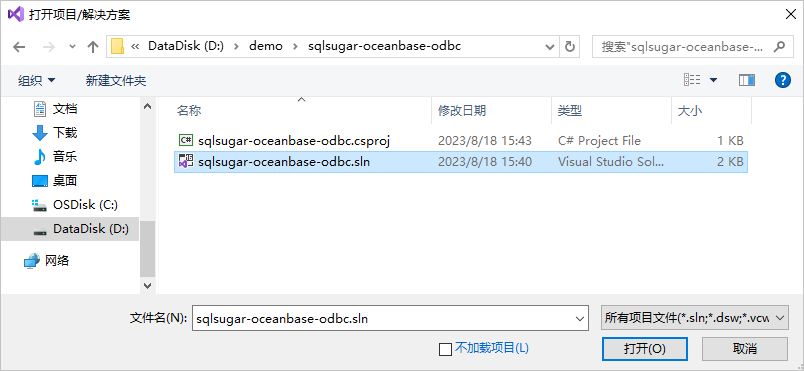 打开项目/解决方案
« DataDisk (D:) › demo › sqlsugar-oceanbase-odbc
搜索"sqlsugar-oceanbase-...
组织 新建文件夹
名称 修改日期 类型 大小
文档
下载
音乐
桌面
OSDisk (C:)
DataDisk (D:)
网络
C# sqlsugar-oceanbase-odbc.csproj 2023/8/18 15:43 C# Project File 1 KB
sqlsugar-oceanbase-odbc.sln 2023/8/18 15:40 Visual Studio Sol... 2 KB
文件名(N): sqlsugar-oceanbase-odbc.sln 所有项目文件(*.sln;*.dsw;*.vcw
不加载项目(L)
打开(O) 取消